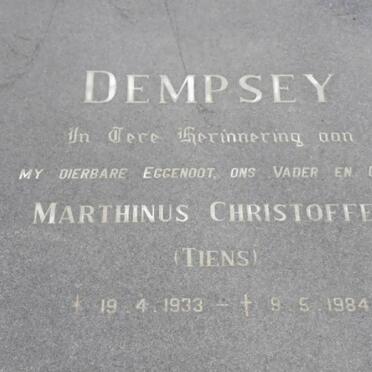 DEMPSEY
In Tere Herinnering aan
MY DIERBARE EGGENOOT, ONS VADER EN
MARTHINUS CHRISTOFFE
(TIENS)
* 19.4.1933 – † 9.5.1984